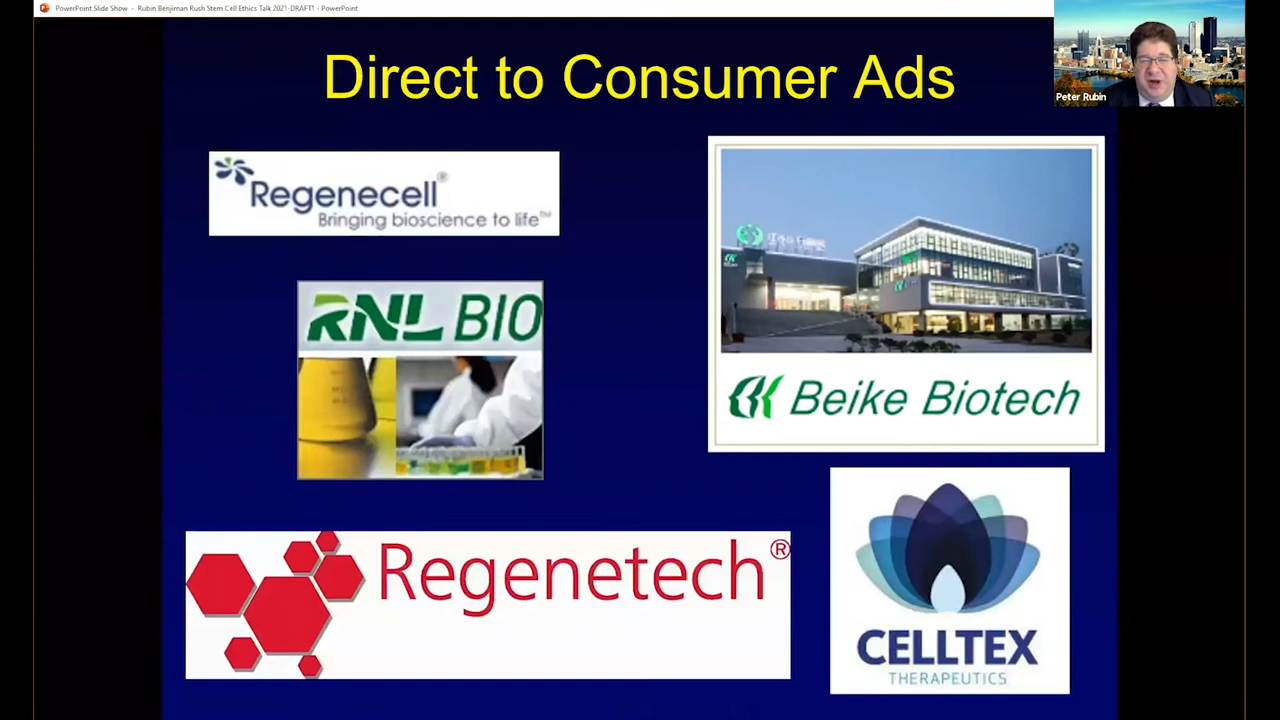 PowerPoint Slide Show - Rubin Benjiman Rush Stem Cell Ethics Talk 2021-DRAFT1 - PowerPoint
Direct to Consumer Ads
Peter Rubin
Regenecell®
Bringing bioscience to life™
RNL BIO
Beike Biotech
Regenetech®
CELLTEX
THERAPEUTICS